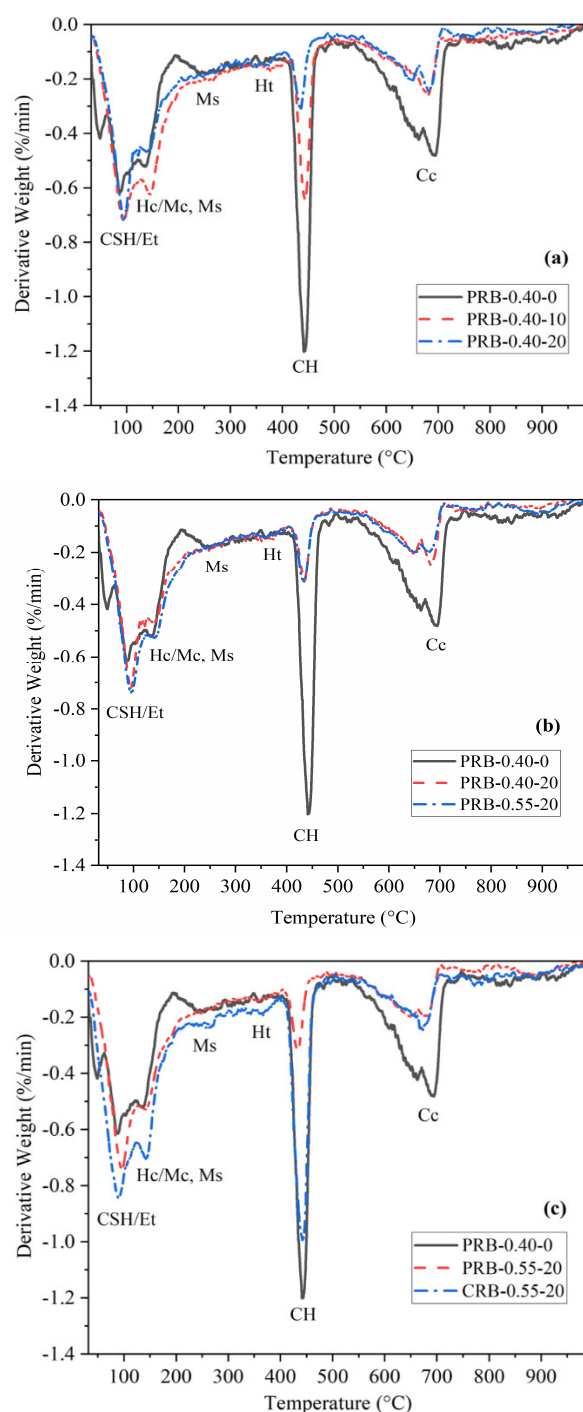 0.0
-0.2
-0.4
-0.6
-0.8
-1.0
-1.2
-1.4
Derivative Weight (%/min)
Ms
Ht
Hc/Mc, Ms
CSH/Et
Cc
CH
(a)
PRB-0.40-0
PRB-0.40-10
PRB-0.40-20
100 200 300 400 500 600 700 800 900
Temperature (°C)
0.0
-0.2
-0.4
-0.6
-0.8
-1.0
-1.2
-1.4
Derivative Weight (%/min)
Ms
Ht
Hc/Mc, Ms
CSH/Et
Cc
CH
(b)
PRB-0.40-0
PRB-0.40-20
PRB-0.55-20
100 200 300 400 500 600 700 800 900
Temperature (°C)
0.0
-0.2
-0.4
-0.6
-0.8
-1.0
-1.2
-1.4
Derivative Weight (%/min)
Ms
Ht
Hc/Mc, Ms
CSH/Et
Cc
CH
(c)
PRB-0.40-0
PRB-0.55-20
CRB-0.55-20
100 200 300 400 500 600 700 800 900
Temperature (°C)